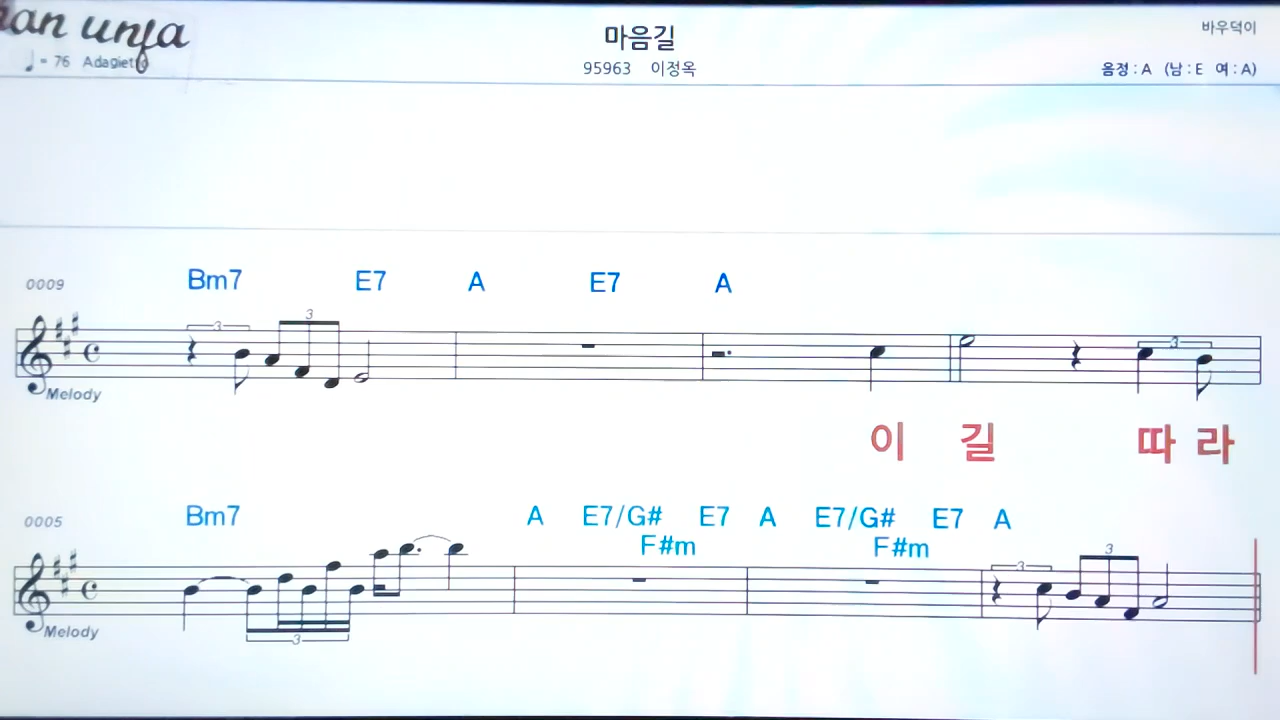 마음길
바우덕이
♩ = 76 Adagietto
95963 이정옥
음정 : A (남 : E 여 : A)
0009 Bm7 E7 A E7 A
3 3 3
Melody
이 길 따 라
0005 Bm7 A E7/G# E7 A E7/G# E7 A
F#m F#m
3 3
Melody
3